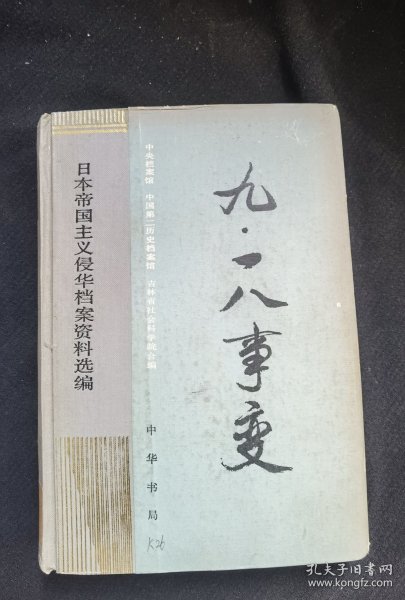 日本帝国主义侵华档案资料选编
中央档案馆 中国第二历史档案馆 吉林省社会科学院合编
九·一八事变
中华书局
K26
孔夫子旧书网
www.kongfz.com